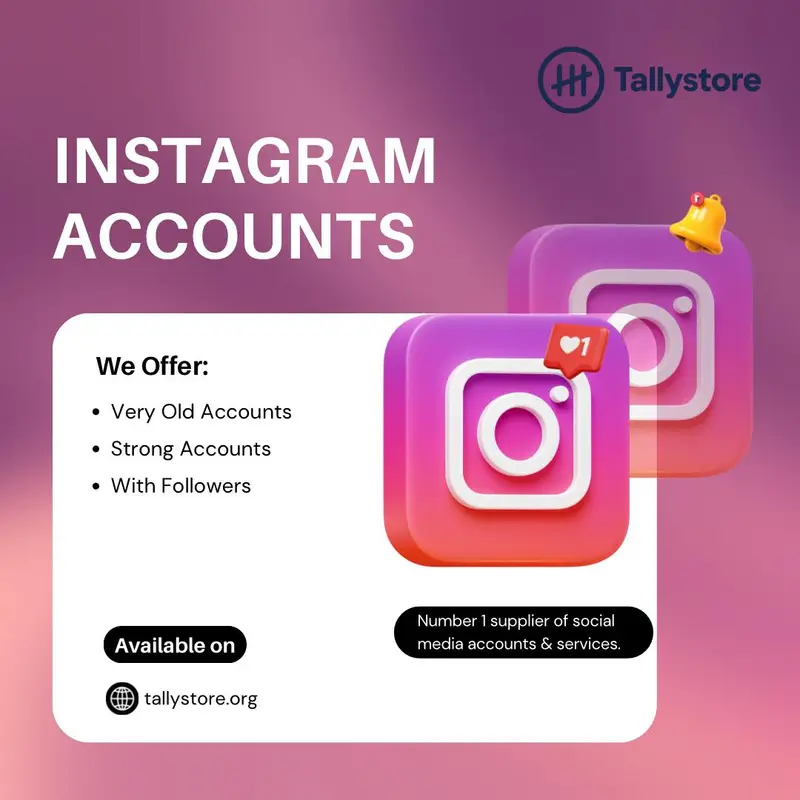 Tallystore
INSTAGRAM
ACCOUNTS
We Offer:
• Very Old Accounts
• Strong Accounts
• With Followers
1
Available on
tallystore.org
Number 1 supplier of social
media accounts & services.